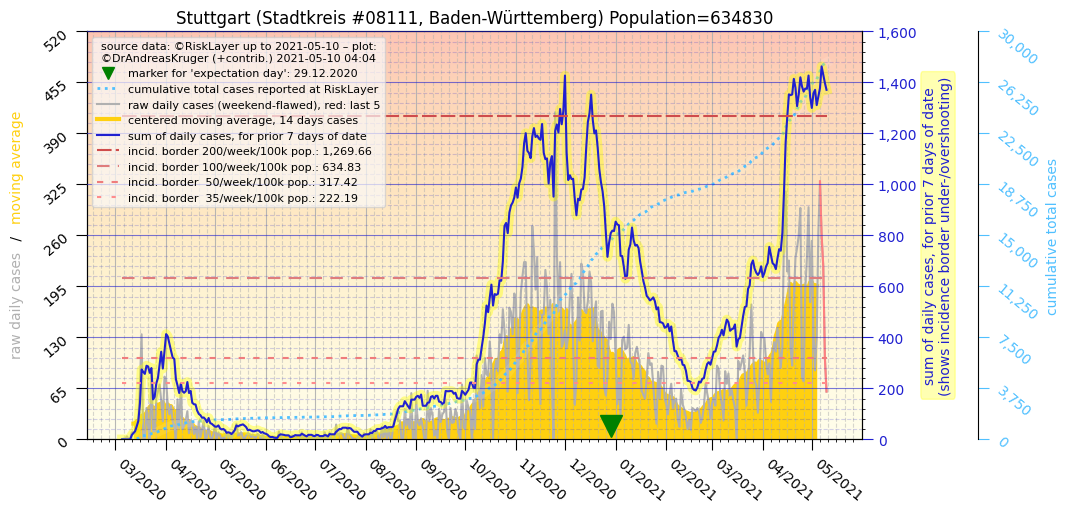 Stuttgart (Stadtkreis #08111, Baden-Württemberg) Population=634830
source data: ©RiskLayer up to 2021-05-10 – plot:
©DrAndreasKruger (+contrib.) 2021-05-10 04:04
marker for 'expectation day': 29.12.2020
cumulative total cases reported at RiskLayer
raw daily cases (weekend-flawed), red: last 5
centered moving average, 14 days cases
sum of daily cases, for prior 7 days of date
incid. border 200/week/100k pop.: 1,269.66
incid. border 100/week/100k pop.: 634.83
incid. border  50/week/100k pop.: 317.42
incid. border  35/week/100k pop.: 222.19
raw daily cases / moving average
520
455
390
325
260
195
130
65
0
03/2020
04/2020
05/2020
06/2020
07/2020
08/2020
09/2020
10/2020
11/2020
12/2020
01/2021
02/2021
03/2021
04/2021
05/2021
1,600
1,400
1,200
1,000
800
600
400
200
0
sum of daily cases, for prior 7 days of date
(shows incidence border under-/overshooting)
30,000
26,250
22,500
18,750
15,000
11,250
7,500
3,750
0
cumulative total cases